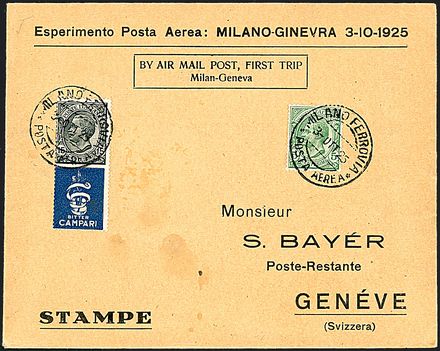 Esperimento Posta Aerea: MILANO-GINEVRA 3-10-1925
BY AIR MAIL POST, FIRST TRIP
Milan-Geneva
MILANO FERROVIA
POSTA AEREA
MILANO FERROVIA
POSTA AEREA
BITTER
CAMPARI
Monsieur
S. BAYÉR
Poste-Restante
GENÉVE
(Svizzera)
STAMPE